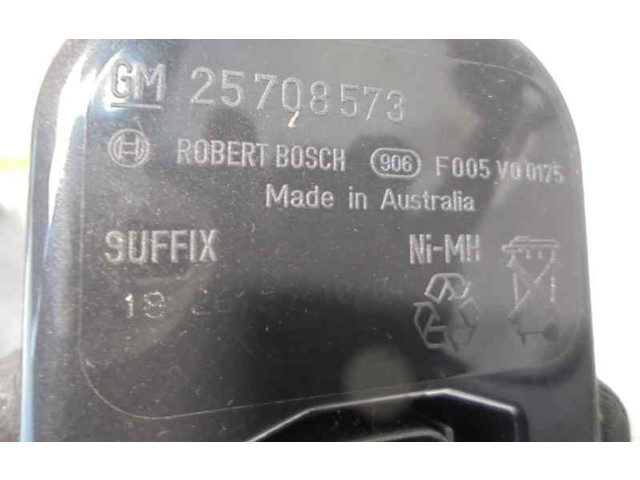 GM 25708573
ROBERT BOSCH 906 F005 V0 0175
Made in Australia
SUFFIX Ni-MH